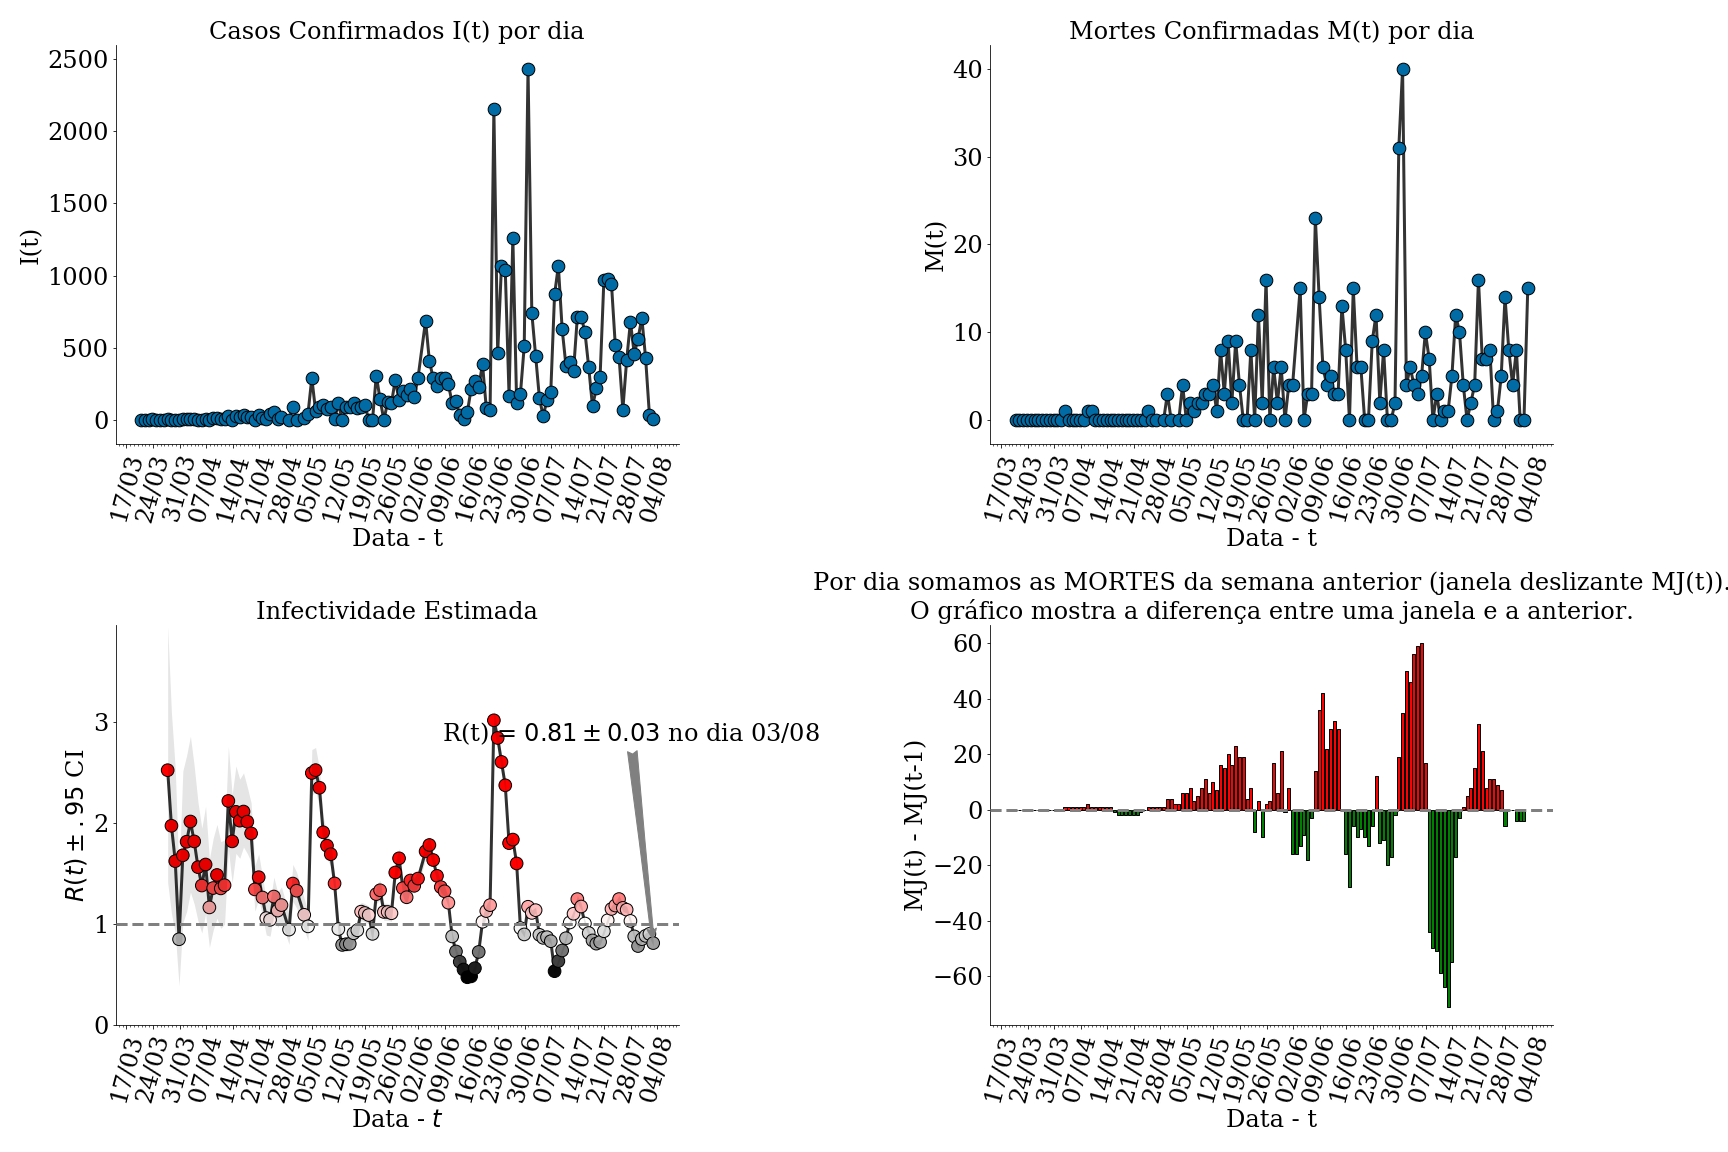 Casos Confirmados I(t) por dia
I(t)
2500
2000
1500
1000
500
0
17/03 24/03 31/03 07/04 14/04 21/04 28/04 05/05 12/05 19/05 26/05 02/06 09/06 16/06 23/06 30/06 07/07 14/07 21/07 28/07 04/08
Data - t
Mortes Confirmadas M(t) por dia
M(t)
40
30
20
10
0
17/03 24/03 31/03 07/04 14/04 21/04 28/04 05/05 12/05 19/05 26/05 02/06 09/06 16/06 23/06 30/06 07/07 14/07 21/07 28/07 04/08
Data - t
Infectividade Estimada
R(t) ± .95 CI
3
2
1
0
R(t) = 0.81 ± 0.03 no dia 03/08
17/03 24/03 31/03 07/04 14/04 21/04 28/04 05/05 12/05 19/05 26/05 02/06 09/06 16/06 23/06 30/06 07/07 14/07 21/07 28/07 04/08
Data - t
Por dia somamos as MORTES da semana anterior (janela deslizante MJ(t)).
O gráfico mostra a diferença entre uma janela e a anterior.
MJ(t) - MJ(t-1)
60
40
20
0
−20
−40
−60
17/03 24/03 31/03 07/04 14/04 21/04 28/04 05/05 12/05 19/05 26/05 02/06 09/06 16/06 23/06 30/06 07/07 14/07 21/07 28/07 04/08
Data - t